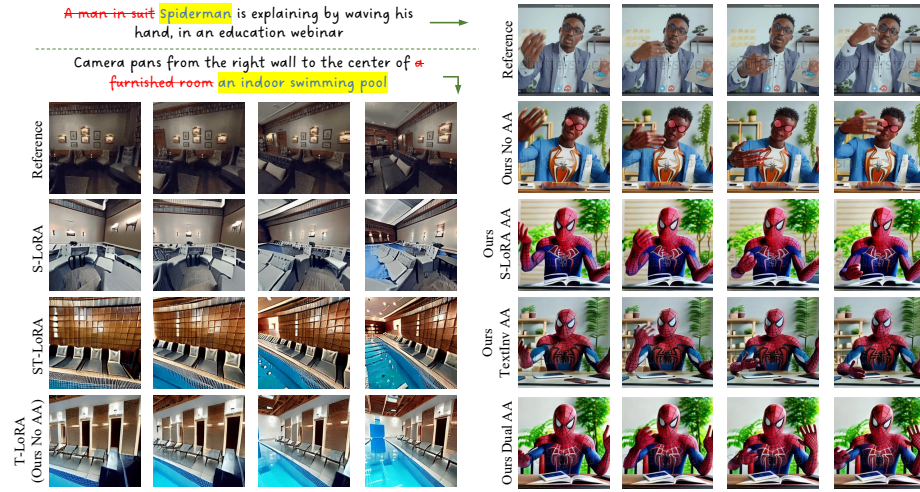 A man in suit Spiderman is explaining by waving his
hand, in an education webinar
Camera pans from the right wall to the center of a
furnished room an indoor swimming pool
Reference
S-LoRA
ST-LoRA
T-LoRA
(Ours No AA)
Reference
Ours No AA
Ours
S-LoRA AA
Ours
TextInv AA
Ours Dual AA